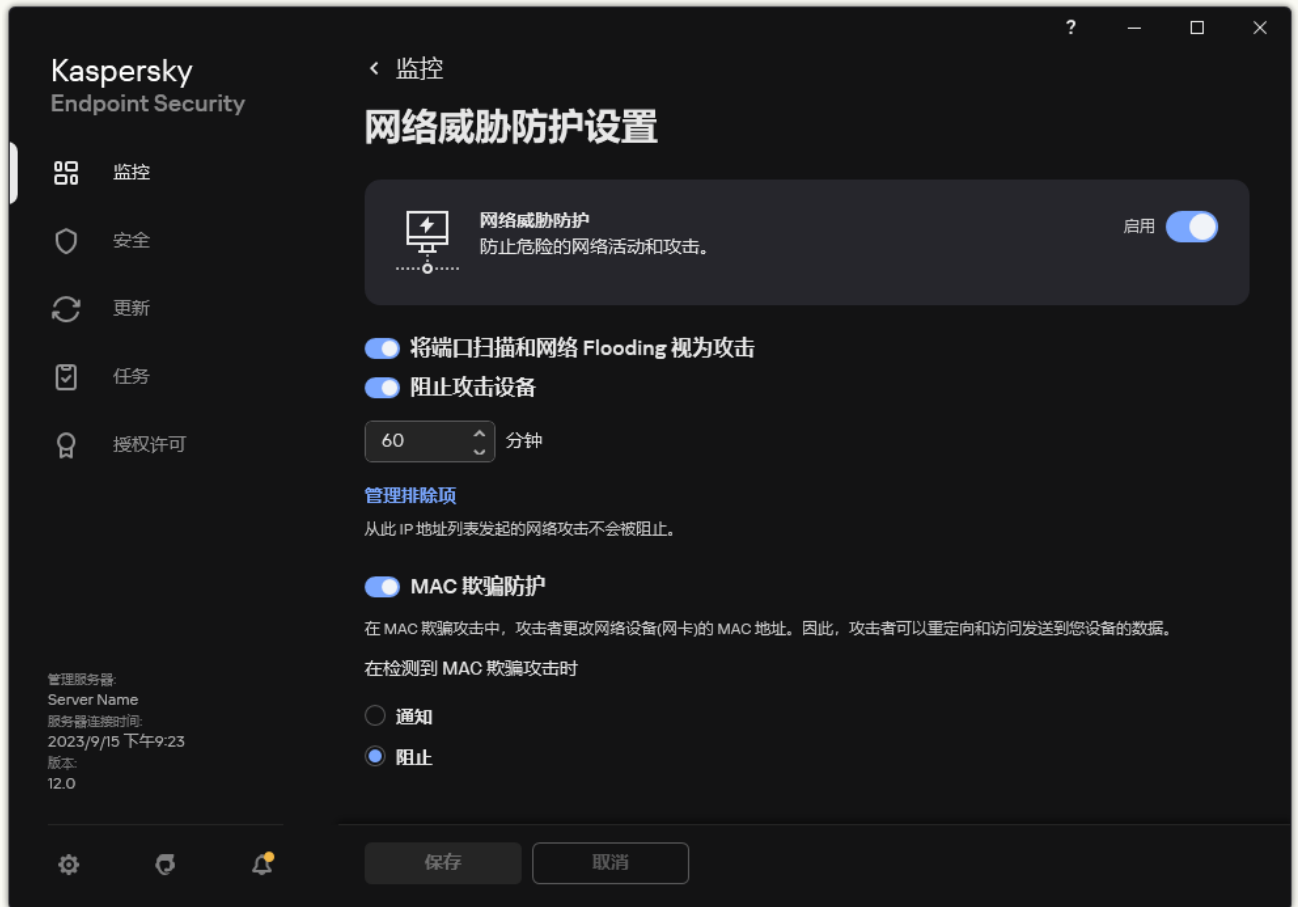 ?
Kaspersky
Endpoint Security
监控
安全
更新
任务
授权许可
管理服务器:
Server Name
服务器连接时间:
2023/9/15 下午9:23
版本:
12.0
监控
网络威胁防护设置
网络威胁防护
防止危险的网络活动和攻击。
启用
将端口扫描和网络 Flooding 视为攻击
阻止攻击设备
60 分钟
管理排除项
从此 IP 地址列表发起的网络攻击不会被阻止。
MAC 欺骗防护
在 MAC 欺骗攻击中，攻击者更改网络设备(网卡)的 MAC 地址。因此，攻击者可以重定向和访问发送到您设备的数据。
在检测到 MAC 欺骗攻击时
通知
阻止
保存 取消